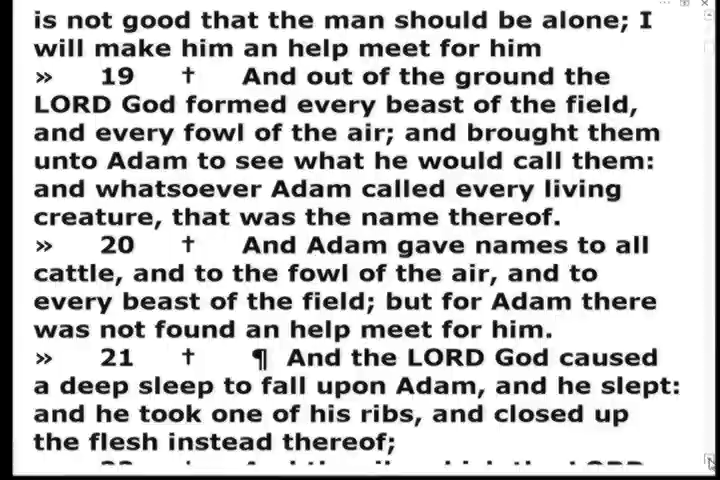 is not good that the man should be alone; I
will make him an help meet for him
» 19 † And out of the ground the
LORD God formed every beast of the field,
and every fowl of the air; and brought them
unto Adam to see what he would call them:
and whatsoever Adam called every living
creature, that was the name thereof.
» 20 † And Adam gave names to all
cattle, and to the fowl of the air, and to
every beast of the field; but for Adam there
was not found an help meet for him.
» 21 † ¶ And the LORD God caused
a deep sleep to fall upon Adam, and he slept:
and he took one of his ribs, and closed up
the flesh instead thereof;